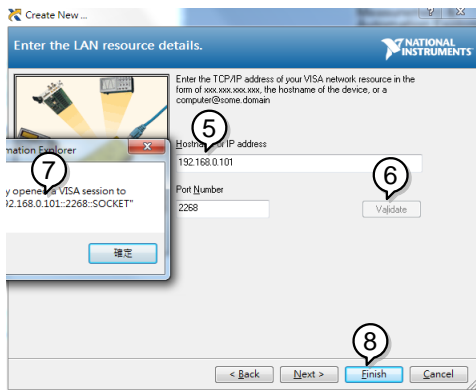 Create New ...
Enter the LAN resource details.
NATIONAL INSTRUMENTS
Enter the TCP/IP address of your VISA network resource in the
form of xxx.xxx.xxx.xxx, the hostname of the device, or a
computer@some.domain
5
Hostname or IP address
192.168.0.101
mation Explorer
7
y opened a VISA session to
92.168.0.101::2268::SOCKET"
確定
Port Number
2268
6
Validate
8
< Back Next > Finish Cancel